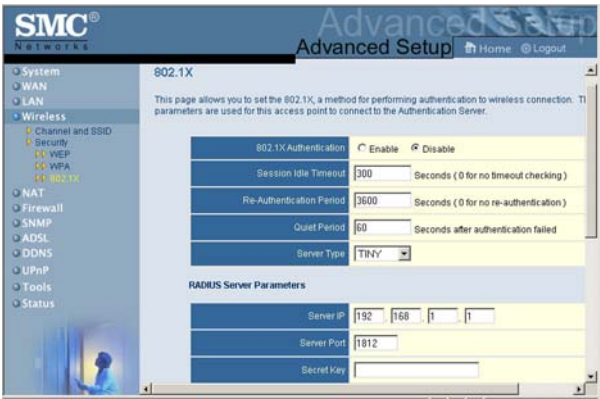 SMC®
Networks
Advanced Setup
Advanced Setup
Home
Logout
System
WAN
LAN
Wireless
Channel and SSID
Security
WEP
WPA
802.1X
NAT
Firewall
SNMP
ADSL
DDNS
UPnP
Tools
Status
802.1X
This page allows you to set the 802.1X, a method for performing authentication to wireless connection. Th
parameters are used for this access point to connect to the Authentication Server.
802.1X Authentication Enable Disable
Session Idle Timeout 300 Seconds ( 0 for no timeout checking )
Re-Authentication Period 3600 Seconds ( 0 for no re-authentication )
Quiet Period 60 Seconds after authentication failed
Server Type TINY
RADIUS Server Parameters
Server IP 192 . 168 . 1 . 1
Server Port 1812
Secret Key